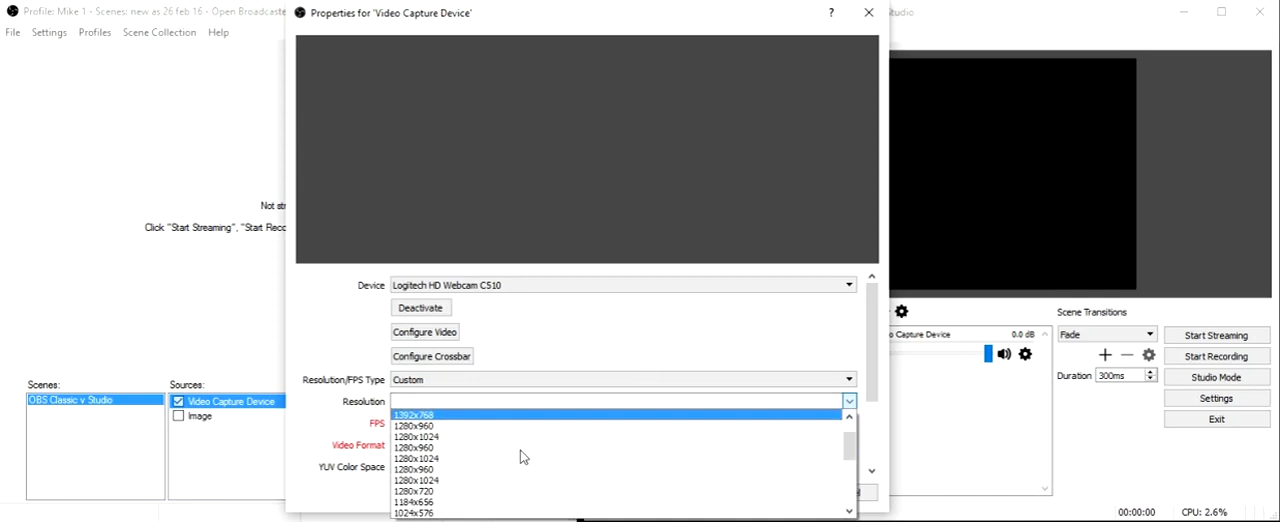 Profile: Mike 1 - Scenes: new as 26 feb 16 - Open Broadcaste
Properties for 'Video Capture Device'
?
Studio
File
Settings
Profiles
Scene Collection
Help
Not str
Click "Start Streaming", "Start Reco
Device
Logitech HD Webcam C510
Deactivate
Configure Video
Configure Crossbar
Resolution/FPS Type
Custom
Resolution
1392x768
1280x960
1280x1024
1280x960
1280x1024
1280x960
1280x1024
1280x720
1184x656
1024x576
FPS
Video Format
YUV Color Space
Scenes:
OBS Classic v Studio
Sources:
Video Capture Device
Image
o Capture Device
0.0 dB
Scene Transitions
Fade
Duration
300ms
Start Streaming
Start Recording
Studio Mode
Settings
Exit
00:00:00
CPU: 2.6%